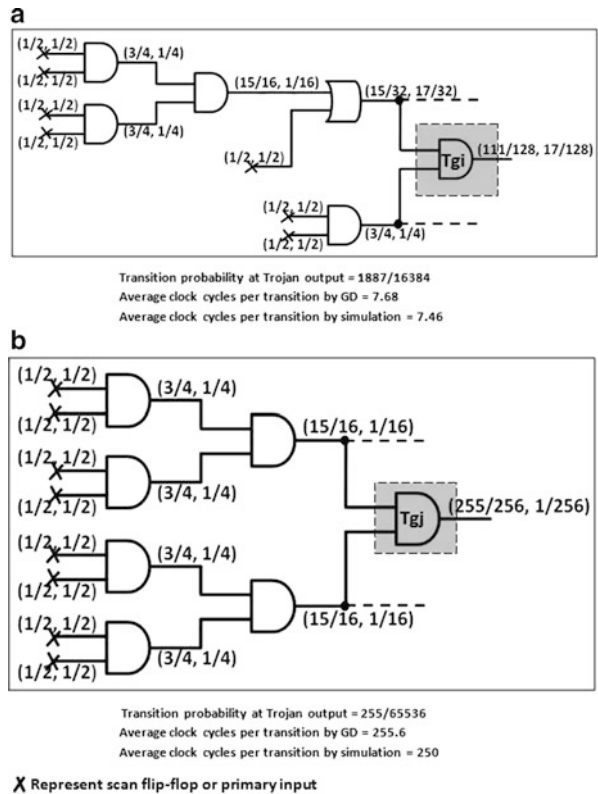 a
(1/2, 1/2)
(3/4, 1/4)
(1/2, 1/2)
(15/16, 1/16)
(15/32, 17/32)
(1/2, 1/2)
(3/4, 1/4)
(1/2, 1/2)
(1/2, 1/2)
Tgi
(111/128, 17/128)
(1/2, 1/2)
(1/2, 1/2)
(3/4, 1/4)
Transition probability at Trojan output = 1887/16384
Average clock cycles per transition by GD = 7.68
Average clock cycles per transition by simulation = 7.46
b
(1/2, 1/2)
(3/4, 1/4)
(1/2, 1/2)
(15/16, 1/16)
(1/2, 1/2)
(3/4, 1/4)
(1/2, 1/2)
Tgj
(255/256, 1/256)
(1/2, 1/2)
(3/4, 1/4)
(1/2, 1/2)
(15/16, 1/16)
(1/2, 1/2)
(3/4, 1/4)
(1/2, 1/2)
Transition probability at Trojan output = 255/65536
Average clock cycles per transition by GD = 255.6
Average clock cycles per transition by simulation = 250
X Represent scan flip-flop or primary input